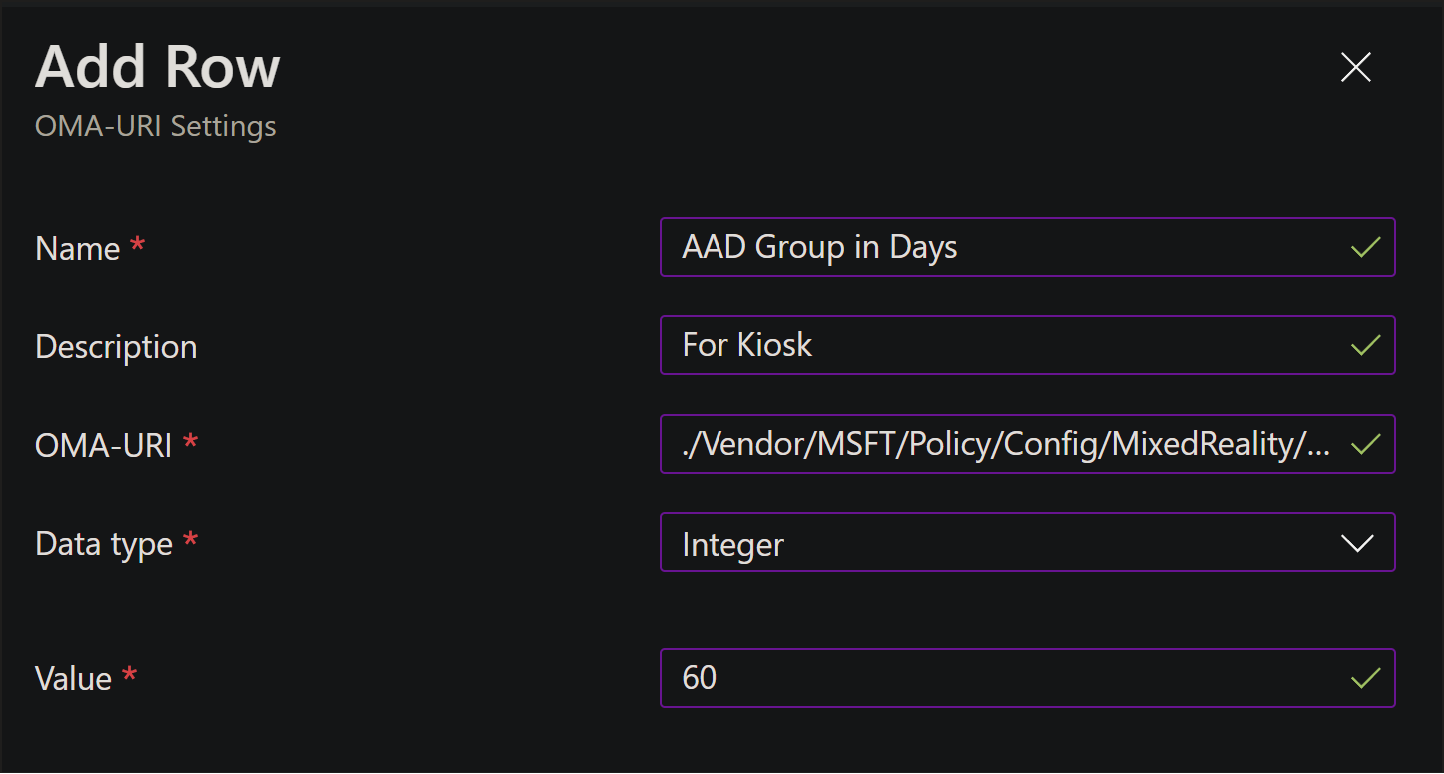 Add Row
OMA-URI Settings
Name *
AAD Group in Days
Description
For Kiosk
OMA-URI *
./Vendor/MSFT/Policy/Config/MixedReality/...
Data type *
Integer
Value *
60